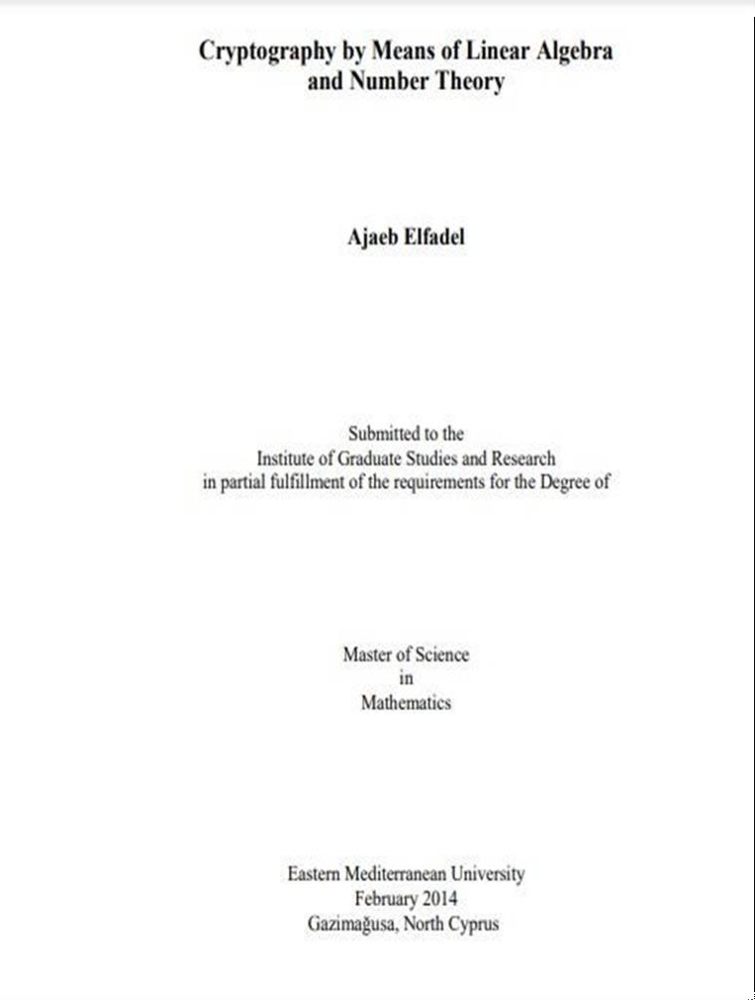 Cryptography by Means of Linear Algebra
and Number Theory
Ajaeb Elfadel
Submitted to the
Institute of Graduate Studies and Research
in partial fulfillment of the requirements for the Degree of
Master of Science
in
Mathematics
Eastern Mediterranean University
February 2014
Gazimağusa, North Cyprus